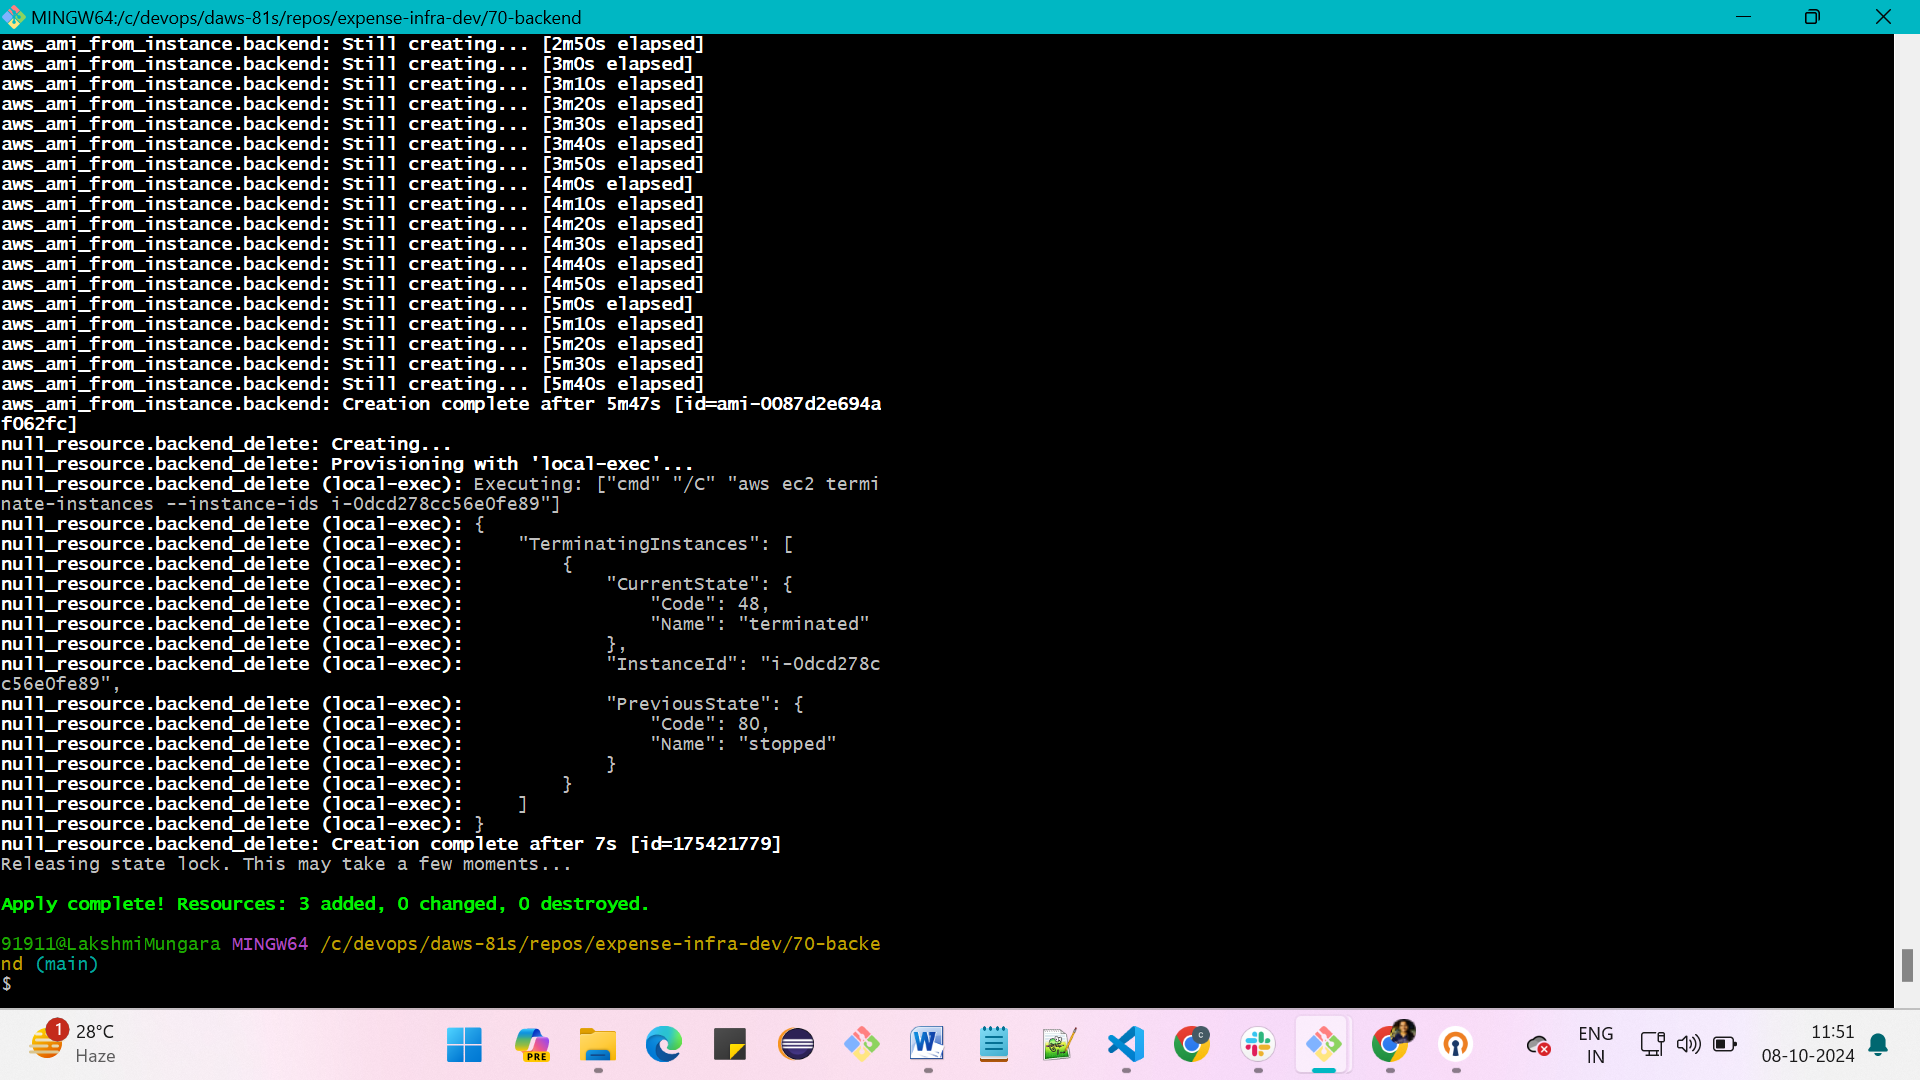 MINGW64:/c/devops/daws-81s/repos/expense-infra-dev/70-backend
aws_ami_from_instance.backend: Still creating... [2m50s elapsed]
aws_ami_from_instance.backend: Still creating... [3m0s elapsed]
aws_ami_from_instance.backend: Still creating... [3m10s elapsed]
aws_ami_from_instance.backend: Still creating... [3m20s elapsed]
aws_ami_from_instance.backend: Still creating... [3m30s elapsed]
aws_ami_from_instance.backend: Still creating... [3m40s elapsed]
aws_ami_from_instance.backend: Still creating... [3m50s elapsed]
aws_ami_from_instance.backend: Still creating... [4m0s elapsed]
aws_ami_from_instance.backend: Still creating... [4m10s elapsed]
aws_ami_from_instance.backend: Still creating... [4m20s elapsed]
aws_ami_from_instance.backend: Still creating... [4m30s elapsed]
aws_ami_from_instance.backend: Still creating... [4m40s elapsed]
aws_ami_from_instance.backend: Still creating... [4m50s elapsed]
aws_ami_from_instance.backend: Still creating... [5m0s elapsed]
aws_ami_from_instance.backend: Still creating... [5m10s elapsed]
aws_ami_from_instance.backend: Still creating... [5m20s elapsed]
aws_ami_from_instance.backend: Still creating... [5m30s elapsed]
aws_ami_from_instance.backend: Still creating... [5m40s elapsed]
aws_ami_from_instance.backend: Creation complete after 5m47s [id=ami-0087d2e694a
f062fc]
null_resource.backend_delete: Creating...
null_resource.backend_delete: Provisioning with 'local-exec'...
null_resource.backend_delete (local-exec): Executing: ["cmd" "/C" "aws ec2 termi
nate-instances --instance-ids i-0dcd278cc56e0fe89"]
null_resource.backend_delete (local-exec): {
null_resource.backend_delete (local-exec):     "TerminatingInstances": [
null_resource.backend_delete (local-exec):         {
null_resource.backend_delete (local-exec):             "CurrentState": {
null_resource.backend_delete (local-exec):                 "Code": 48,
null_resource.backend_delete (local-exec):                 "Name": "terminated"
null_resource.backend_delete (local-exec):             },
null_resource.backend_delete (local-exec):             "InstanceId": "i-0dcd278c
c56e0fe89",
null_resource.backend_delete (local-exec):             "PreviousState": {
null_resource.backend_delete (local-exec):                 "Code": 80,
null_resource.backend_delete (local-exec):                 "Name": "stopped"
null_resource.backend_delete (local-exec):             }
null_resource.backend_delete (local-exec):         }
null_resource.backend_delete (local-exec):     ]
null_resource.backend_delete (local-exec): }
null_resource.backend_delete: Creation complete after 7s [id=175421779]
Releasing state lock. This may take a few moments...
Apply complete! Resources: 3 added, 0 changed, 0 destroyed.
91911@LakshmiMungara MINGW64 /c/devops/daws-81s/repos/expense-infra-dev/70-backe
nd (main)
$
1
28°C
Haze
PRE
W
C
ENG
IN
11:51
08-10-2024